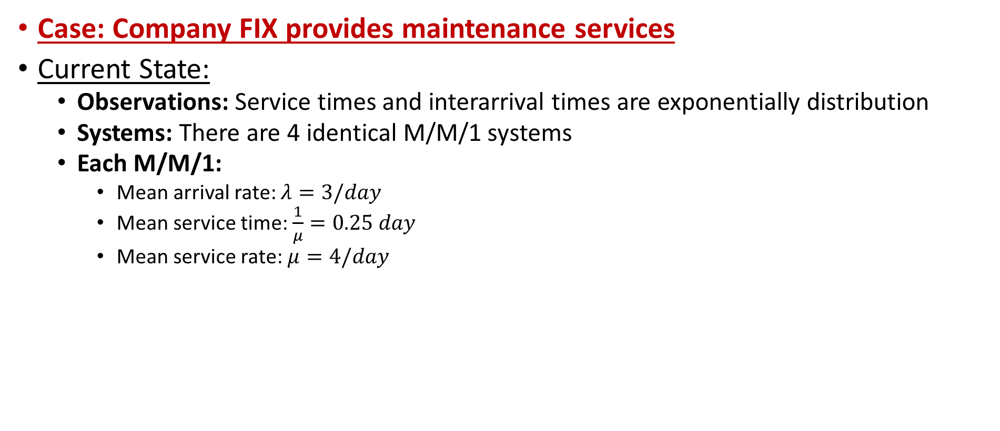 • Case: Company FIX provides maintenance services
• Current State:
• Observations: Service times and interarrival times are exponentially distribution
• Systems: There are 4 identical M/M/1 systems
• Each M/M/1:
• Mean arrival rate: λ = 3/day
• Mean service time: 1/μ = 0.25 day
• Mean service rate: μ = 4/day